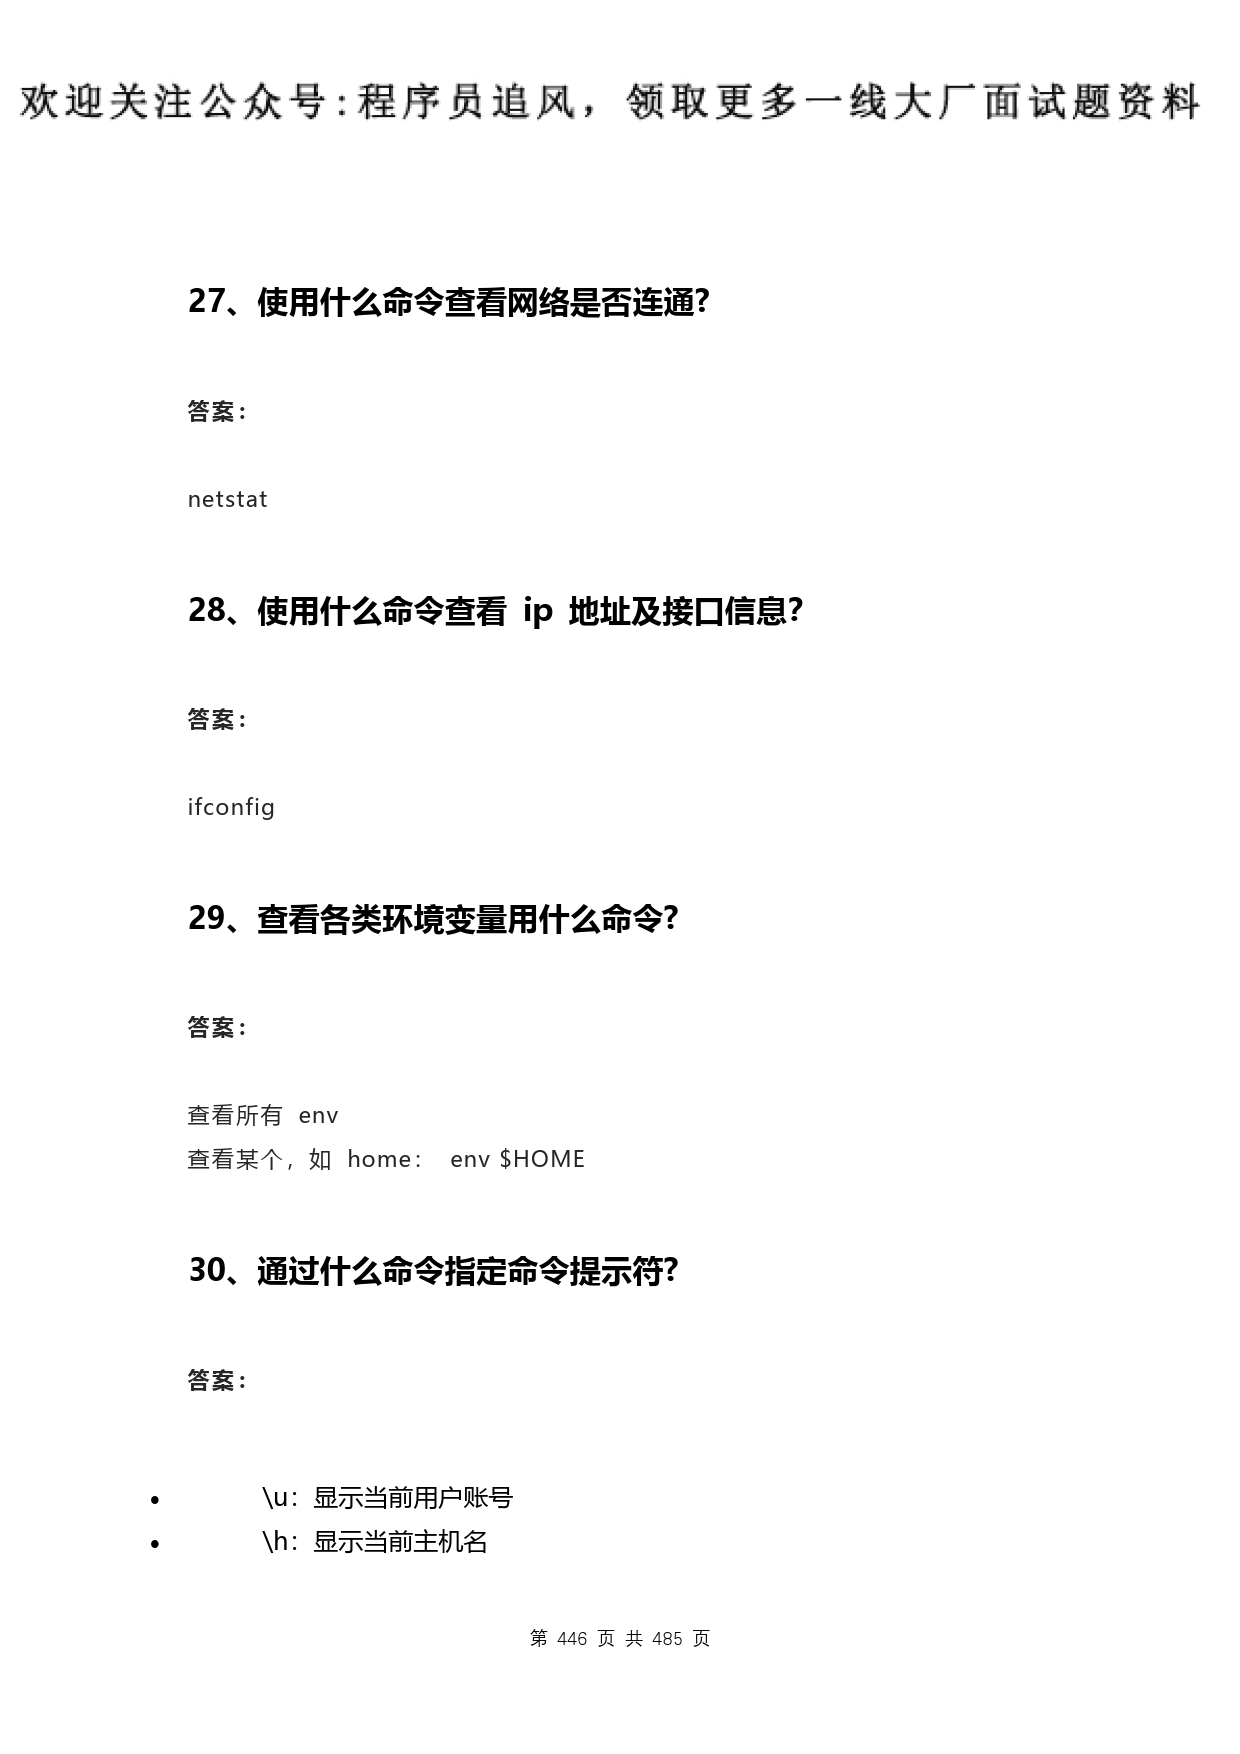 欢迎关注公众号:程序员追风，领取更多一线大厂面试题资料
27、使用什么命令查看网络是否连通?
答案：
netstat
28、使用什么命令查看 ip 地址及接口信息？
答案：
ifconfig
29、查看各类环境变量用什么命令?
答案：
查看所有 env
查看某个，如 home： env $HOME
30、通过什么命令指定命令提示符?
答案：
• \u：显示当前用户账号
• \h：显示当前主机名
第 446 页 共 485 页